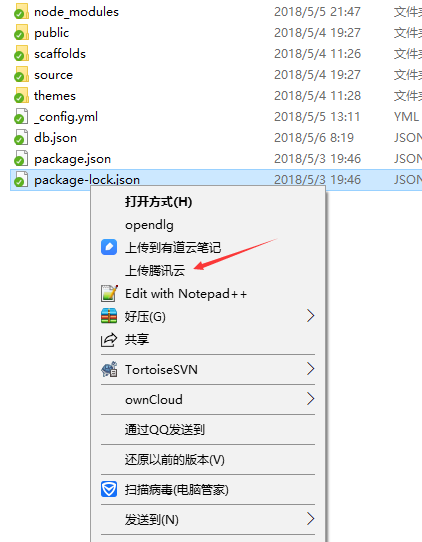 node_modules 2018/5/5 21:47 文件夹
public 2018/5/4 19:27 文件夹
scaffolds 2018/5/4 11:26 文件夹
source 2018/5/4 19:27 文件夹
themes 2018/5/4 11:28 文件夹
_config.yml 2018/5/5 13:11 YML
db.json 2018/5/6 8:19 JSON
package.json 2018/5/3 19:46 JSON
package-lock.json 2018/5/3 19:46 JSON
打开方式(H)
opendlg
上传到有道云笔记
上传腾讯云
Edit with Notepad++
好压(G)
共享
TortoiseSVN
ownCloud
通过QQ发送到
还原以前的版本(V)
扫描病毒(电脑管家)
发送到(N)